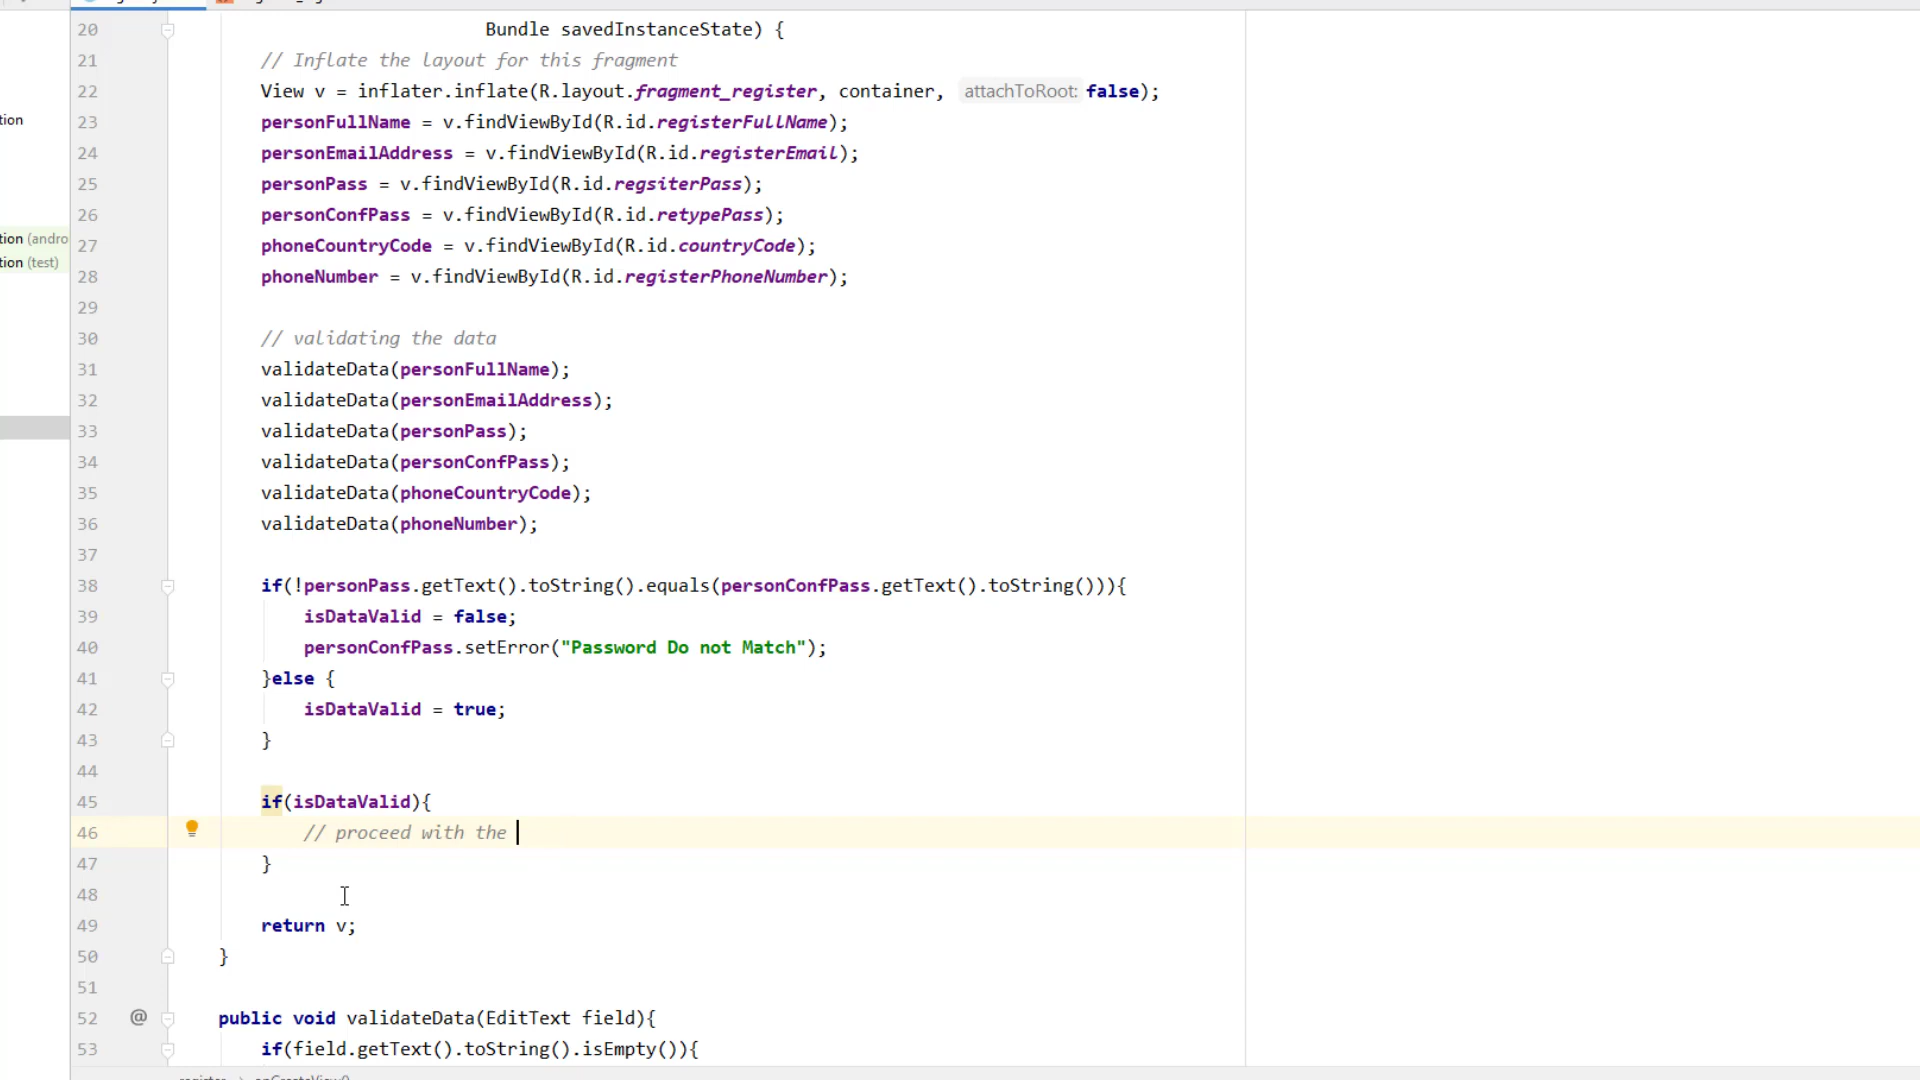 20 Bundle savedInstanceState) {
21 // Inflate the layout for this fragment
22 View v = inflater.inflate(R.layout.fragment_register, container, attachToRoot: false);
tion
23 personFullName = v.findViewById(R.id.registerFullName);
24 personEmailAddress = v.findViewById(R.id.registerEmail);
25 personPass = v.findViewById(R.id.regsiterPass);
26 personConfPass = v.findViewById(R.id.retypePass);
tion (andro
27 phoneCountryCode = v.findViewById(R.id.countryCode);
tion (test)
28 phoneNumber = v.findViewById(R.id.registerPhoneNumber);
29
30 // validating the data
31 validateData(personFullName);
32 validateData(personEmailAddress);
33 validateData(personPass);
34 validateData(personConfPass);
35 validateData(phoneCountryCode);
36 validateData(phoneNumber);
37
38 if(!personPass.getText().toString().equals(personConfPass.getText().toString())){
39 isDataValid = false;
40 personConfPass.setError("Password Do not Match");
41 }else {
42 isDataValid = true;
43 }
44
45 if(isDataValid){
46 // proceed with the
47 }
48
49 return v;
50 }
51
52 @ public void validateData(EditText field){
53 if(field.getText().toString().isEmpty()){